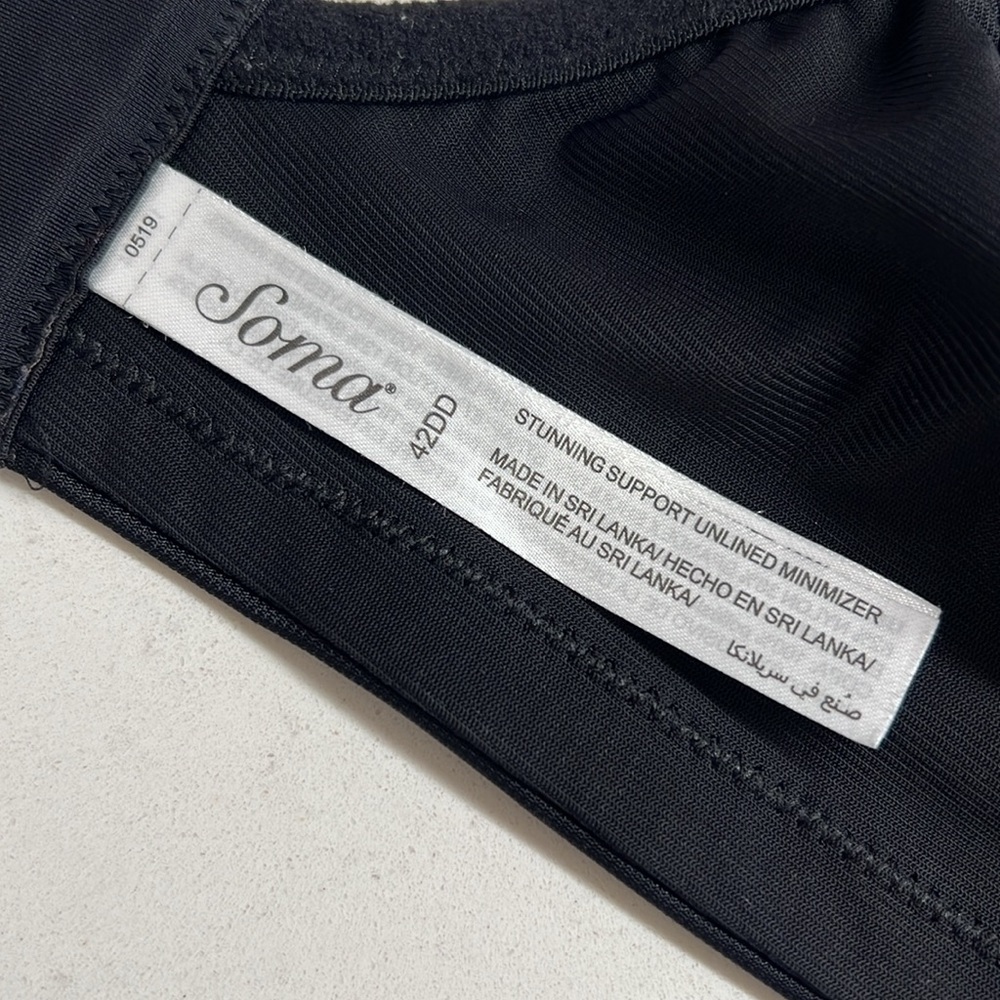 0519
Soma®
42DD
STUNNING SUPPORT UNLINED MINIMIZER
MADE IN SRI LANKA/ HECHO EN SRI LANKA/
FABRIQUÉ AU SRI LANKA/
صُنع في سريلانكا